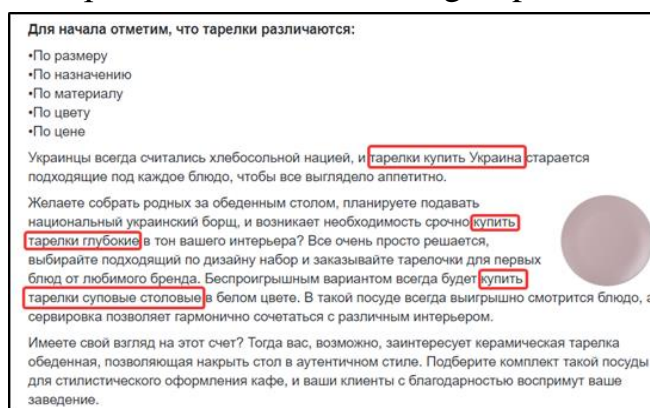 Для начала отметим, что тарелки различаются:
•По размеру
•По назначению
•По материалу
•По цвету
•По цене
Украинцы всегда считались хлебосольной нацией, и тарелки купить Украина старается
подходящие под каждое блюдо, чтобы все выглядело аппетитно.
Желаете собрать родных за обеденным столом, планируете подавать
национальный украинский борщ, и возникает необходимость срочно купить
тарелки глубокие в тон вашего интерьера? Все очень просто решается,
выбирайте подходящий по дизайну набор и заказывайте тарелочки для первых
блюд от любимого бренда. Беспроигрышным вариантом всегда будет купить
тарелки суповые столовые в белом цвете. В такой посуде всегда выигрышно смотрится блюдо, а
сервировка позволяет гармонично сочетаться с различным интерьером.
Имеете свой взгляд на этот счет? Тогда вас, возможно, заинтересует керамическая тарелка
обеденная, позволяющая накрыть стол в аутентичном стиле. Подберите комплект такой посуды
для стилистического оформления кафе, и ваши клиенты с благодарностью воспримут ваше
заведение.